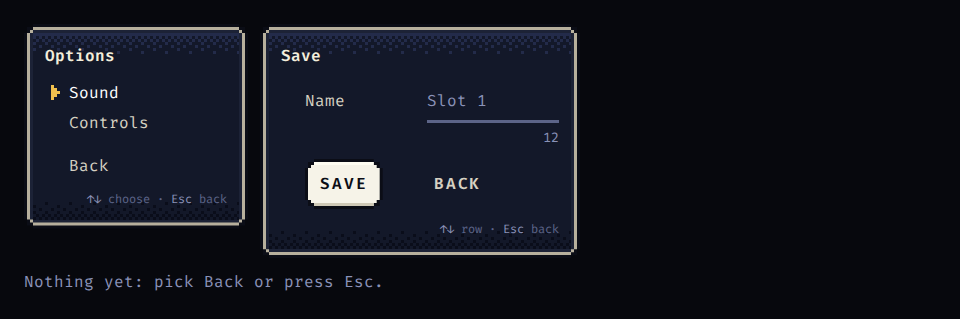 Options
Sound
Controls
Back
↑↓ choose · Esc back
Save
Name Slot 1
12
SAVE BACK
↑↓ row · Esc back
Nothing yet: pick Back or press Esc.